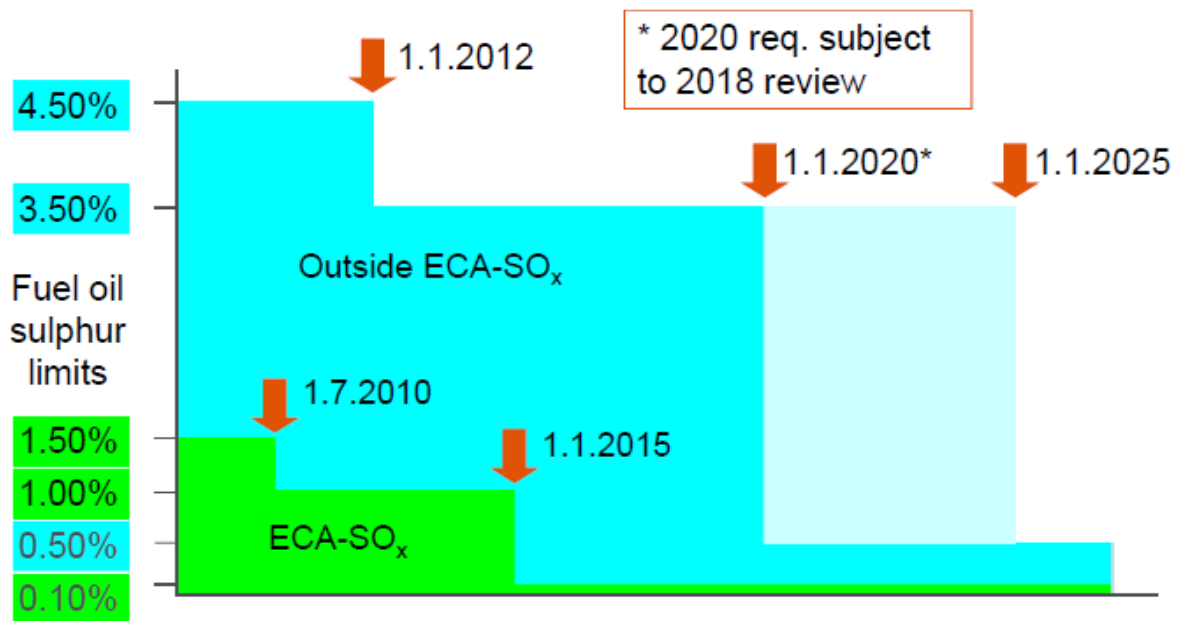 * 2020 req. subject
to 2018 review
1.1.2012
4.50%
1.1.2020*
1.1.2025
3.50%
Outside ECA-SOx
Fuel oil
sulphur
limits
1.7.2010
1.50%
1.1.2015
1.00%
ECA-SOx
0.50%
0.10%